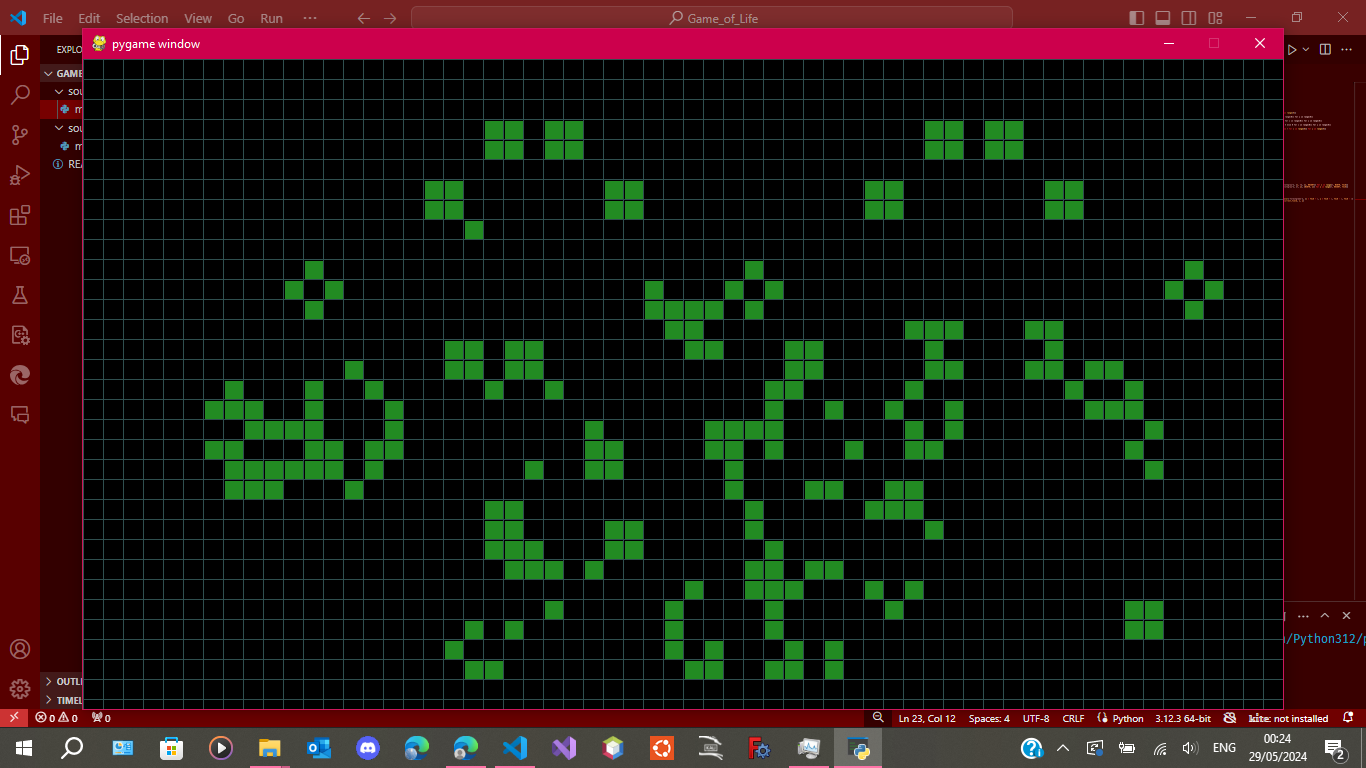 File Edit Selection View Go Run ···
Game_of_Life
pygame window
EXPLO
GAME
sou
m
sou
m
REA
OUTLI
TIMEL
u/Python312/p
0 0 0
Ln 23, Col 12 Spaces: 4 UTF-8 CRLF Python 3.12.3 64-bit kite: not installed
ENG
00:24
29/05/2024
2